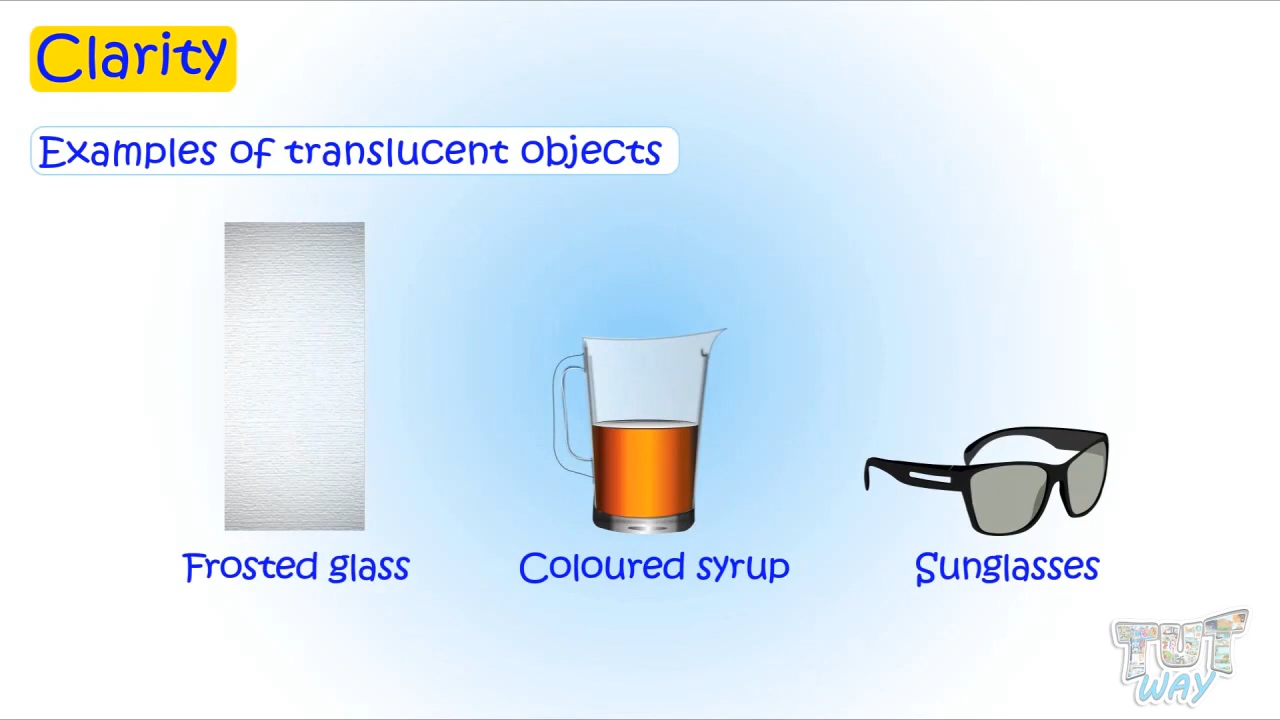 Clarity
Examples of translucent objects
Frosted glass
Coloured syrup
Sunglasses
TUT
WAY